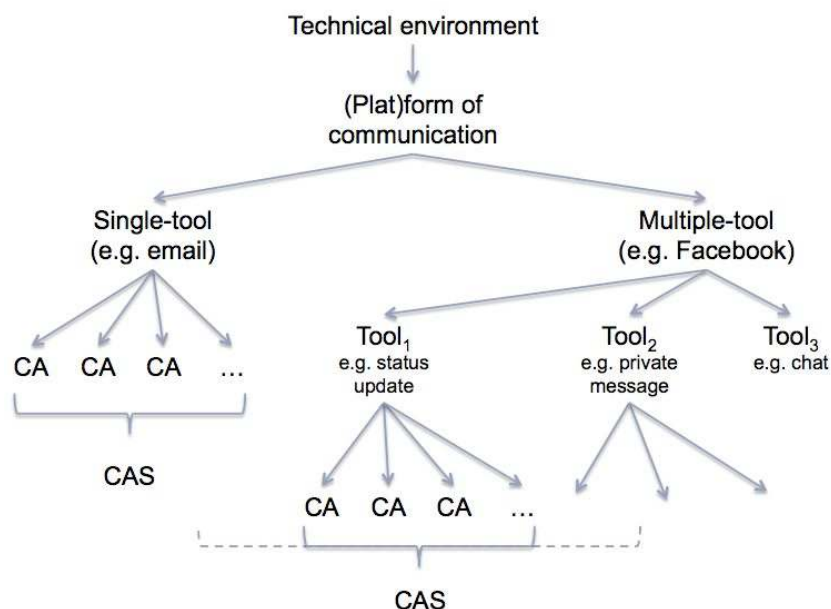 Technical environment
(Plat)form of
communication
Single-tool
(e.g. email)
Multiple-tool
(e.g. Facebook)
CA CA CA ...
CAS
Tool₁
e.g. status
update
Tool₂
e.g. private
message
Tool₃
e.g. chat
CA CA CA ...
CAS